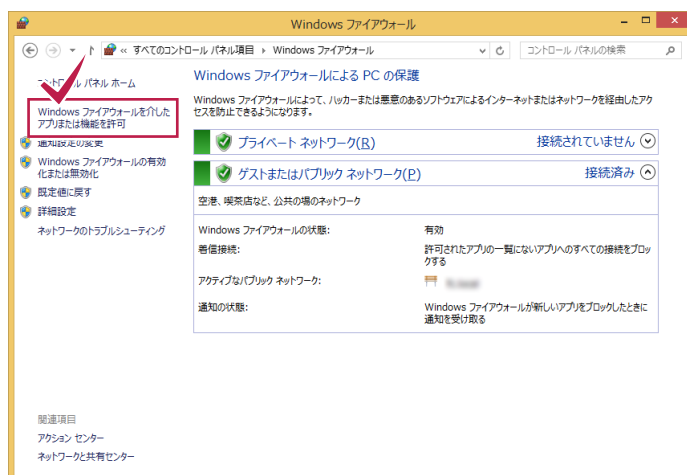 Windows ファイアウォール
« すべてのコントロール パネル項目 ▸ Windows ファイアウォール
コントロール パネルの検索
パネル ホーム
Windows ファイアウォールを介した
アプリまたは機能を許可
通知設定の変更
Windows ファイアウォールの有効
化または無効化
既定値に戻す
詳細設定
ネットワークのトラブルシューティング
Windows ファイアウォールによる PC の保護
Windows ファイアウォールによって、ハッカーまたは悪意のあるソフトウェアによるインターネットまたはネットワークを経由したアク
セスを防止できるようになります。
プライベート ネットワーク(R)
接続されていません
ゲストまたはパブリック ネットワーク(P)
接続済み
空港、喫茶店など、公共の場のネットワーク
Windows ファイアウォールの状態:
有効
着信接続:
許可されたアプリの一覧にないアプリへのすべての接続をブロッ
クする
アクティブなパブリック ネットワーク:
通知の状態:
Windows ファイアウォールが新しいアプリをブロックしたときに
通知を受け取る
関連項目
アクション センター
ネットワークと共有センター